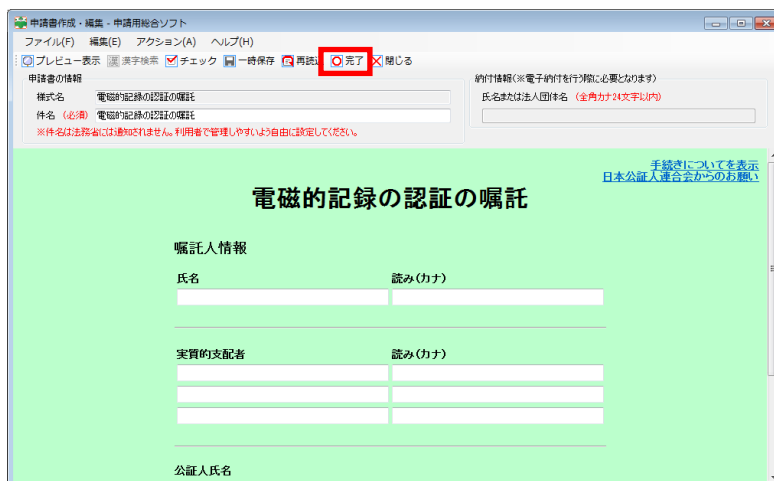 申請書作成・編集 - 申請用総合ソフト
ファイル(F) 編集(E) アクション(A) ヘルプ(H)
プレビュー表示 漢字検索 チェック 一時保存 再読込 完了 閉じる
申請書の情報
様式名 電磁的記録の認証の嘱託
件名 (必須) 電磁的記録の認証の嘱託
※件名は法務省には通知されません。利用者で管理しやすいよう自由に設定してください。
納付情報(※電子納付を行う際に必要となります)
氏名または法人団体名 (全角カナ24文字以内)
手続きについてを表示
日本公証人連合会からのお願い
電磁的記録の認証の嘱託
嘱託人情報
氏名 読み(カナ)
実質的支配者 読み(カナ)
公証人氏名